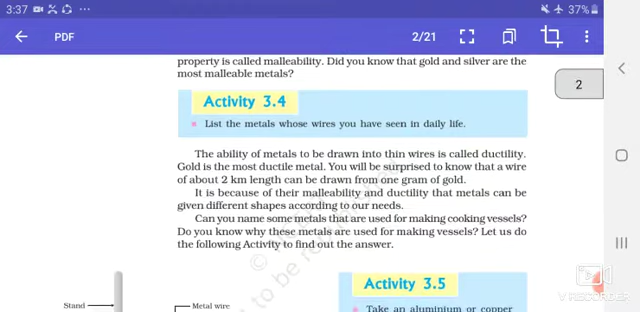 3:37
37%
PDF
2/21
property is called malleability. Did you know that gold and silver are the
most malleable metals?
2
Activity 3.4
List the metals whose wires you have seen in daily life.
The ability of metals to be drawn into thin wires is called ductility.
Gold is the most ductile metal. You will be surprised to know that a wire
of about 2 km length can be drawn from one gram of gold.
It is because of their malleability and ductility that metals can be
given different shapes according to our needs.
Can you name some metals that are used for making cooking vessels?
Do you know why these metals are used for making vessels? Let us do
the following Activity to find out the answer.
to be
Activity 3.5
Stand
Metal wire
Take an aluminium or copper
RECORDER